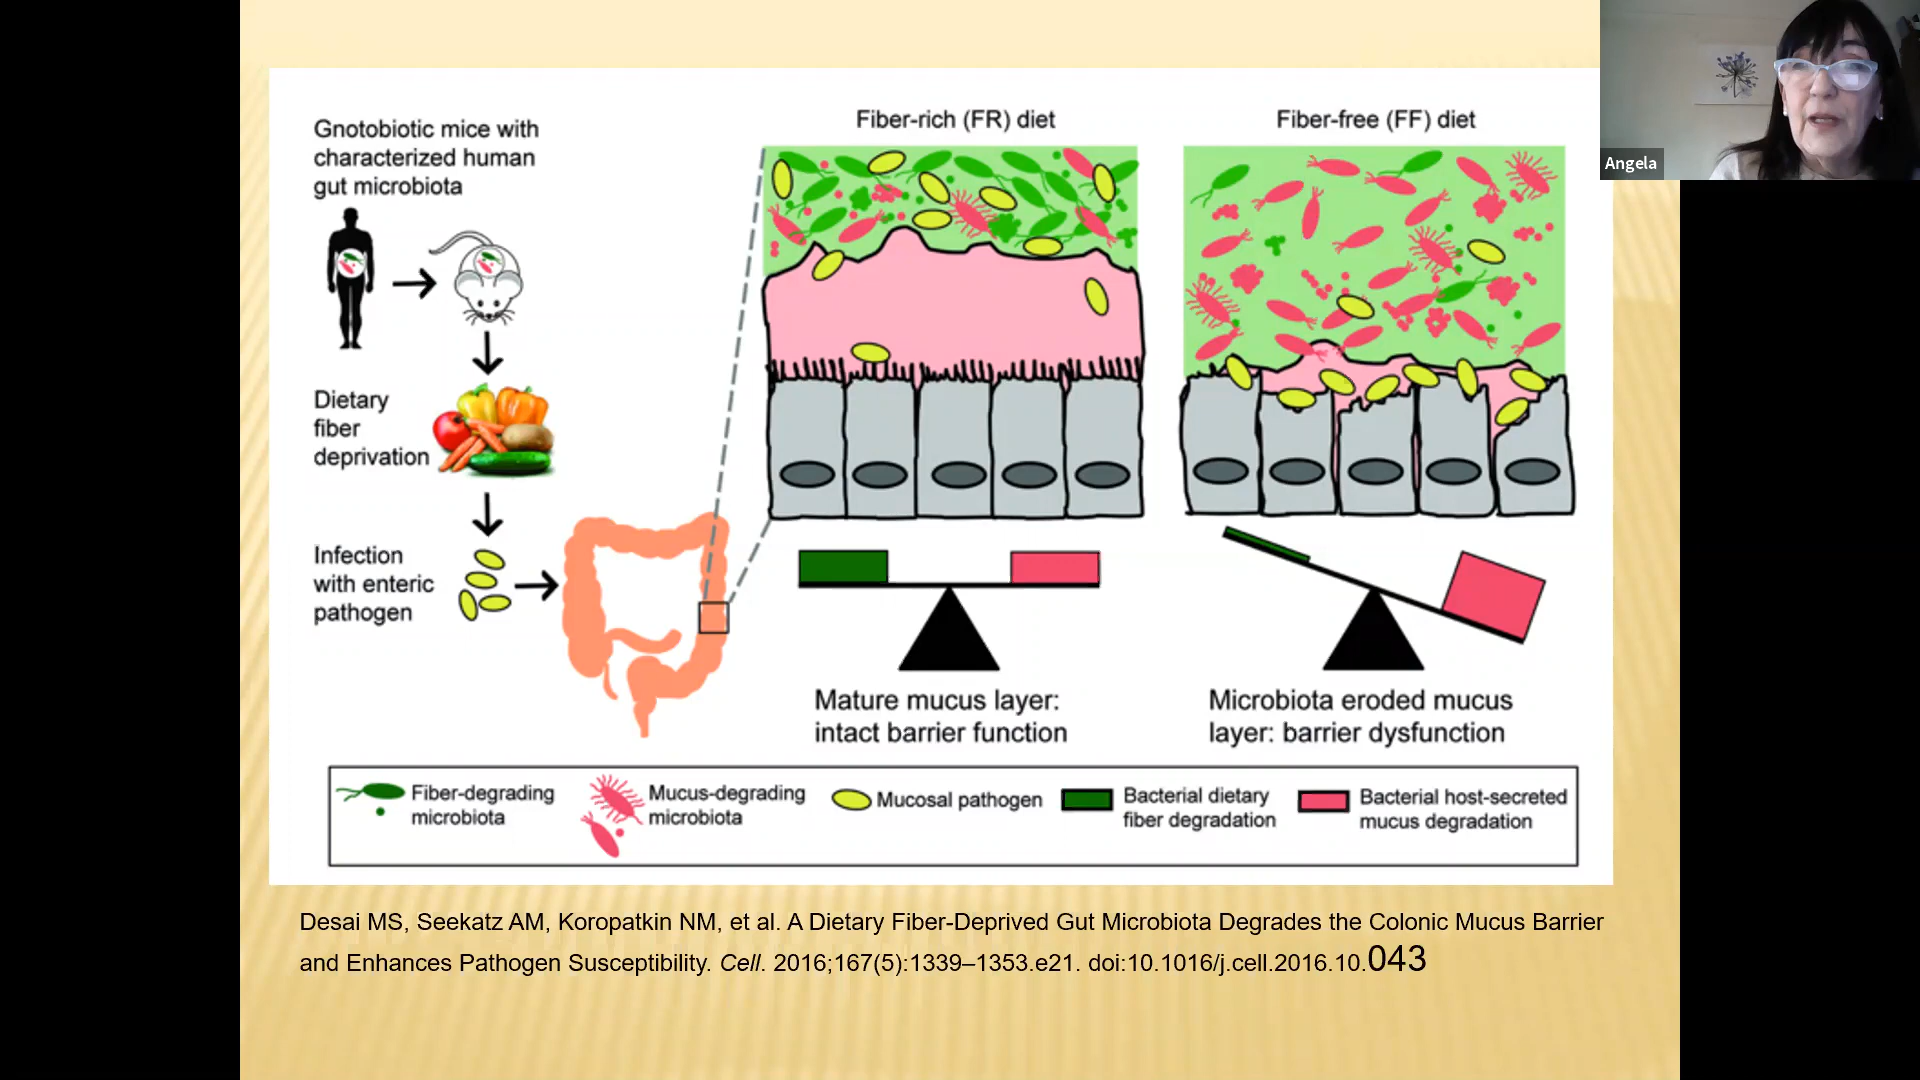 Gnotobiotic mice with
characterized human
gut microbiota
Dietary
fiber
deprivation
Infection
with enteric
pathogen
Fiber-rich (FR) diet
Mature mucus layer:
intact barrier function
Fiber-free (FF) diet
Microbiota eroded mucus
layer: barrier dysfunction
Fiber-degrading
microbiota
Mucus-degrading
microbiota
Mucosal pathogen
Bacterial dietary
fiber degradation
Bacterial host-secreted
mucus degradation
Desai MS, Seekatz AM, Koropatkin NM, et al. A Dietary Fiber-Deprived Gut Microbiota Degrades the Colonic Mucus Barrier
and Enhances Pathogen Susceptibility. Cell. 2016;167(5):1339–1353.e21. doi:10.1016/j.cell.2016.10.043
Angela